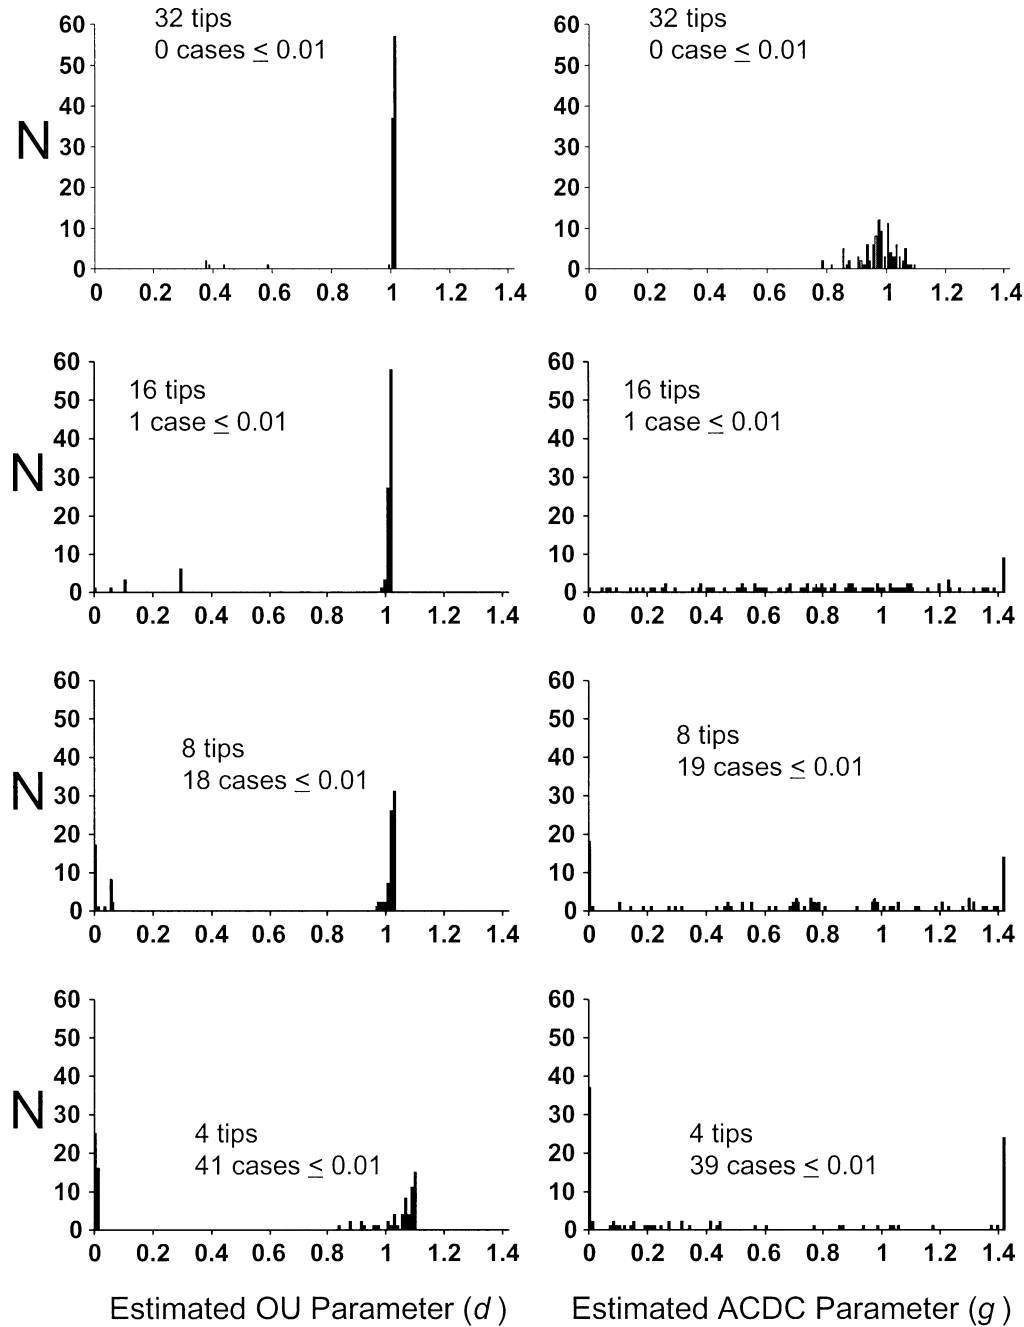 32 tips
0 cases ≤ 0.01
60
50
40
30
20
10
0
N
0 0.2 0.4 0.6 0.8 1 1.2 1.4
32 tips
0 case ≤ 0.01
60
50
40
30
20
10
0
0 0.2 0.4 0.6 0.8 1 1.2 1.4
16 tips
1 case ≤ 0.01
60
50
40
30
20
10
0
N
0 0.2 0.4 0.6 0.8 1 1.2 1.4
16 tips
1 case ≤ 0.01
60
50
40
30
20
10
0
0 0.2 0.4 0.6 0.8 1 1.2 1.4
8 tips
18 cases ≤ 0.01
60
50
40
30
20
10
0
N
0 0.2 0.4 0.6 0.8 1 1.2 1.4
8 tips
19 cases ≤ 0.01
60
50
40
30
20
10
0
0 0.2 0.4 0.6 0.8 1 1.2 1.4
4 tips
41 cases ≤ 0.01
60
50
40
30
20
10
0
N
0 0.2 0.4 0.6 0.8 1 1.2 1.4
4 tips
39 cases ≤ 0.01
60
50
40
30
20
10
0
0 0.2 0.4 0.6 0.8 1 1.2 1.4
Estimated OU Parameter (d )
Estimated ACDC Parameter (g )